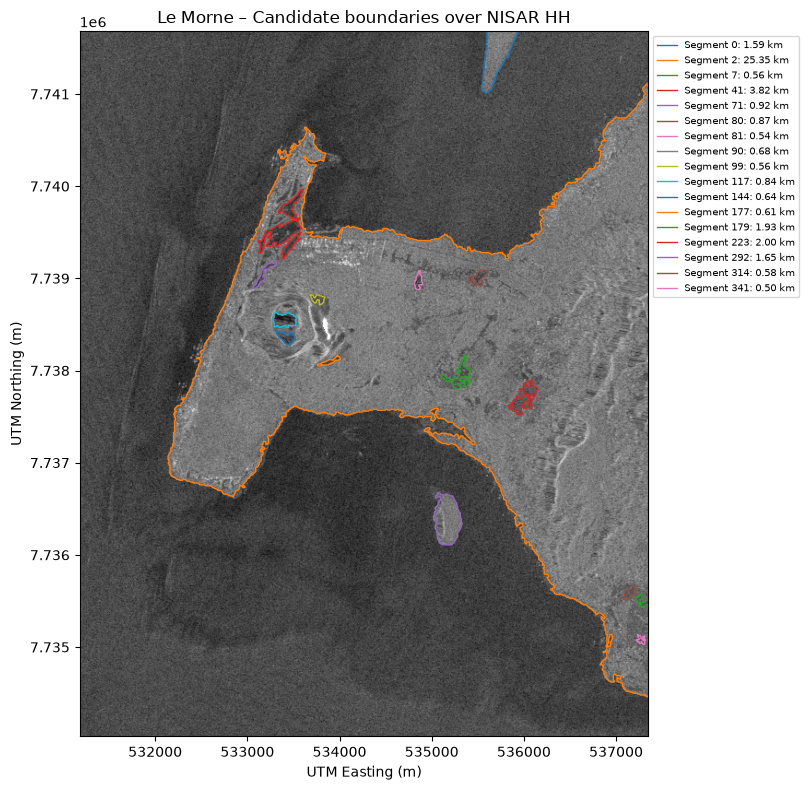 Le Morne – Candidate boundaries over NISAR HH
1e6
7.741
7.740
7.739
7.738
7.737
7.736
7.735
UTM Northing (m)
532000 533000 534000 535000 536000 537000
UTM Easting (m)
Segment 0: 1.59 km
Segment 2: 25.35 km
Segment 7: 0.56 km
Segment 41: 3.82 km
Segment 71: 0.92 km
Segment 80: 0.87 km
Segment 81: 0.54 km
Segment 90: 0.68 km
Segment 99: 0.56 km
Segment 117: 0.84 km
Segment 144: 0.64 km
Segment 177: 0.61 km
Segment 179: 1.93 km
Segment 223: 2.00 km
Segment 292: 1.65 km
Segment 314: 0.58 km
Segment 341: 0.50 km